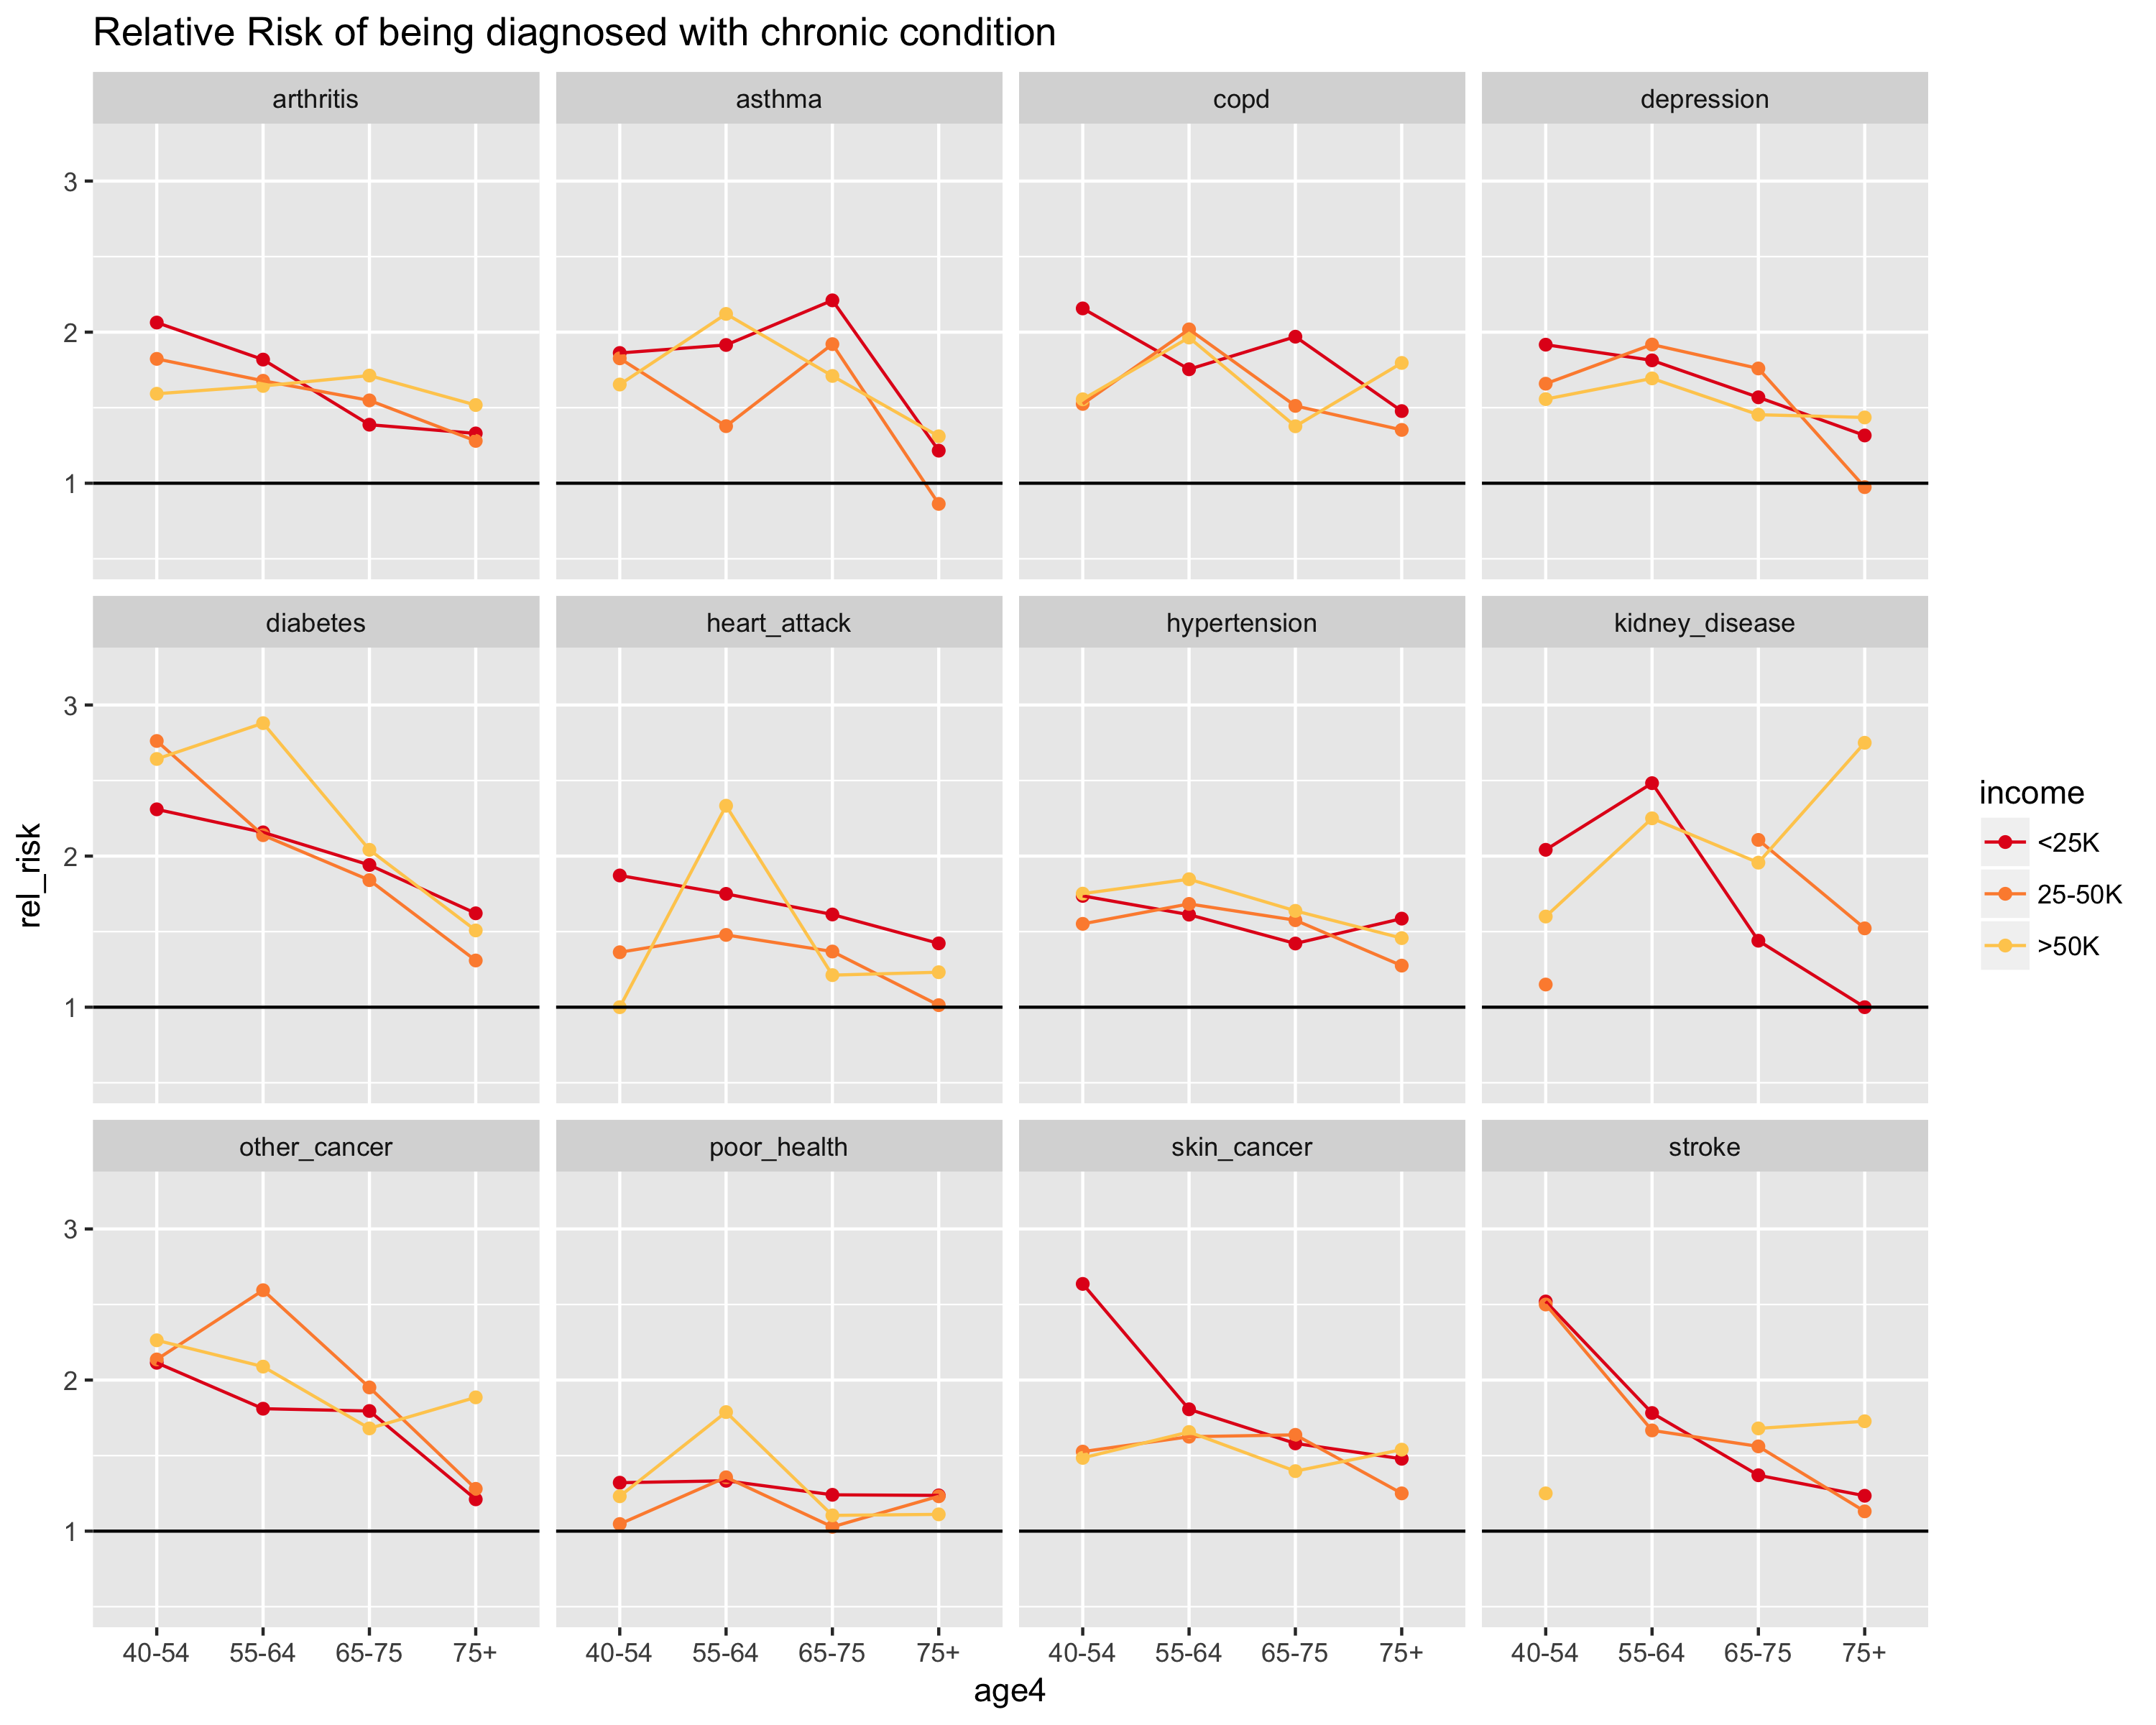 Relative Risk of being diagnosed with chronic condition
arthritis
asthma
copd
depression
3
2
1
diabetes
heart_attack
hypertension
kidney_disease
3
2
1
rel_risk
income
<25K
25-50K
>50K
other_cancer
poor_health
skin_cancer
stroke
3
2
1
40-54 55-64 65-75 75+
40-54 55-64 65-75 75+
40-54 55-64 65-75 75+
40-54 55-64 65-75 75+
age4